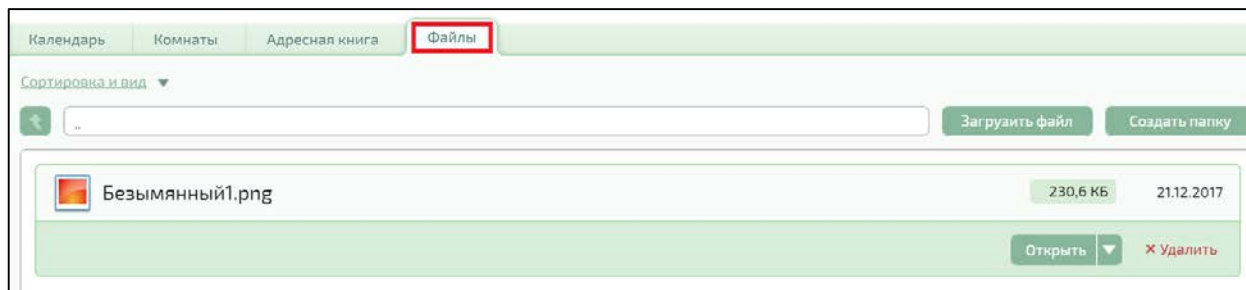 Календарь Комнаты Адресная книга Файлы
Сортировка и вид
..
Загрузить файл Создать папку
Безымянный1.png 230,6 КБ 21.12.2017
Открыть Удалить